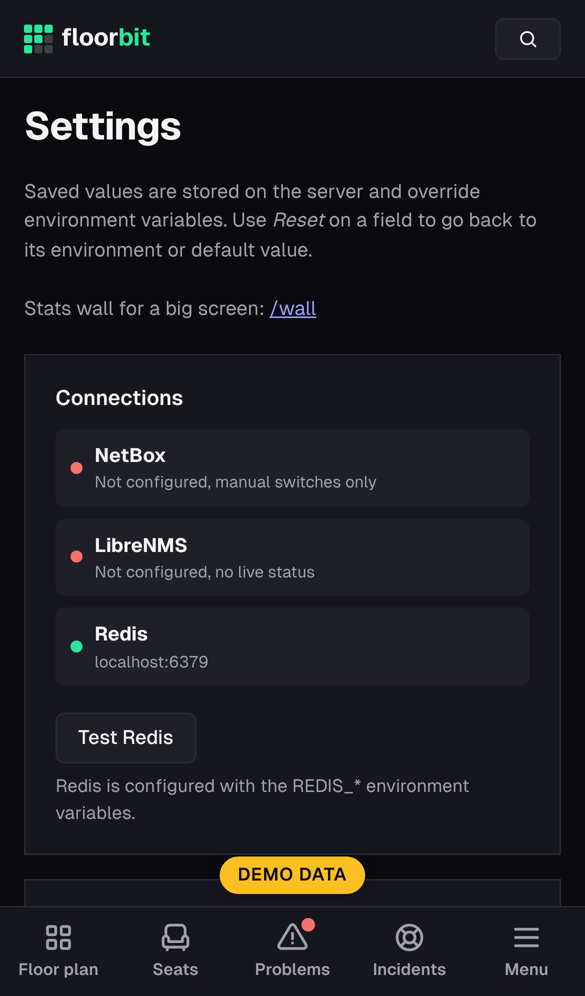 floorbit
Settings
Saved values are stored on the server and override
environment variables. Use Reset on a field to go back to
its environment or default value.
Stats wall for a big screen: /wall
Connections
NetBox
Not configured, manual switches only
LibreNMS
Not configured, no live status
Redis
localhost:6379
Test Redis
Redis is configured with the REDIS_* environment
variables.
DEMO DATA
Floor plan
Seats
Problems
Incidents
Menu